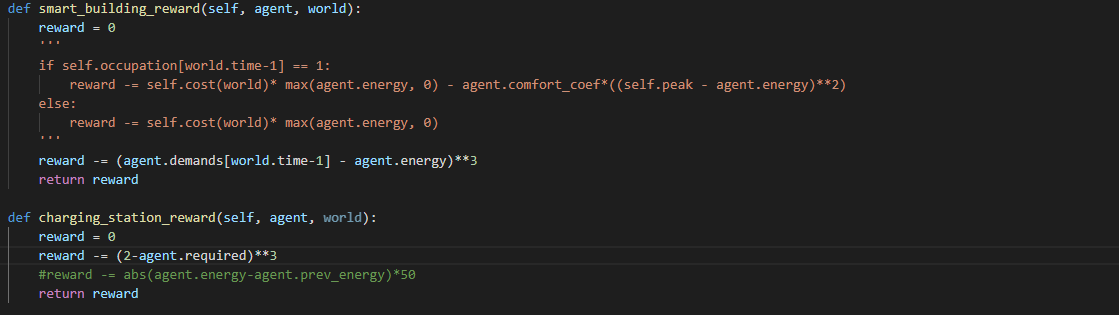 def smart_building_reward(self, agent, world):
    reward = 0
    '''
    if self.occupation[world.time-1] == 1:
        reward -= self.cost(world)* max(agent.energy, 0) - agent.comfort_coef*((self.peak - agent.energy)**2)
    else:
        reward -= self.cost(world)* max(agent.energy, 0)
    '''
    reward -= (agent.demands[world.time-1] - agent.energy)**3
    return reward
def charging_station_reward(self, agent, world):
    reward = 0
    reward -= (2-agent.required)**3
    #reward -= abs(agent.energy-agent.prev_energy)*50
    return reward